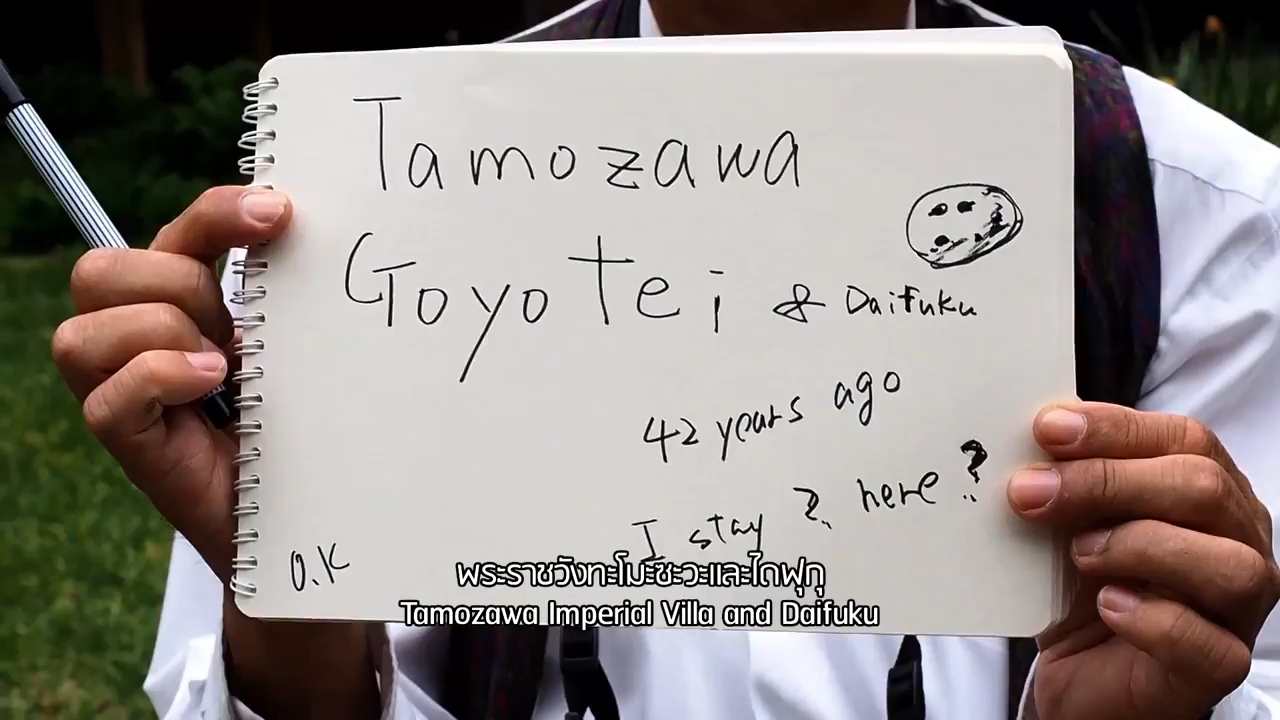 Tamozawa
Goyotei & Daifuku
42 years ago
I stay ? here ?
O.K
พระราชวังทะโมะซะวะและไดฟุกุ
Tamozawa Imperial Villa and Daifuku